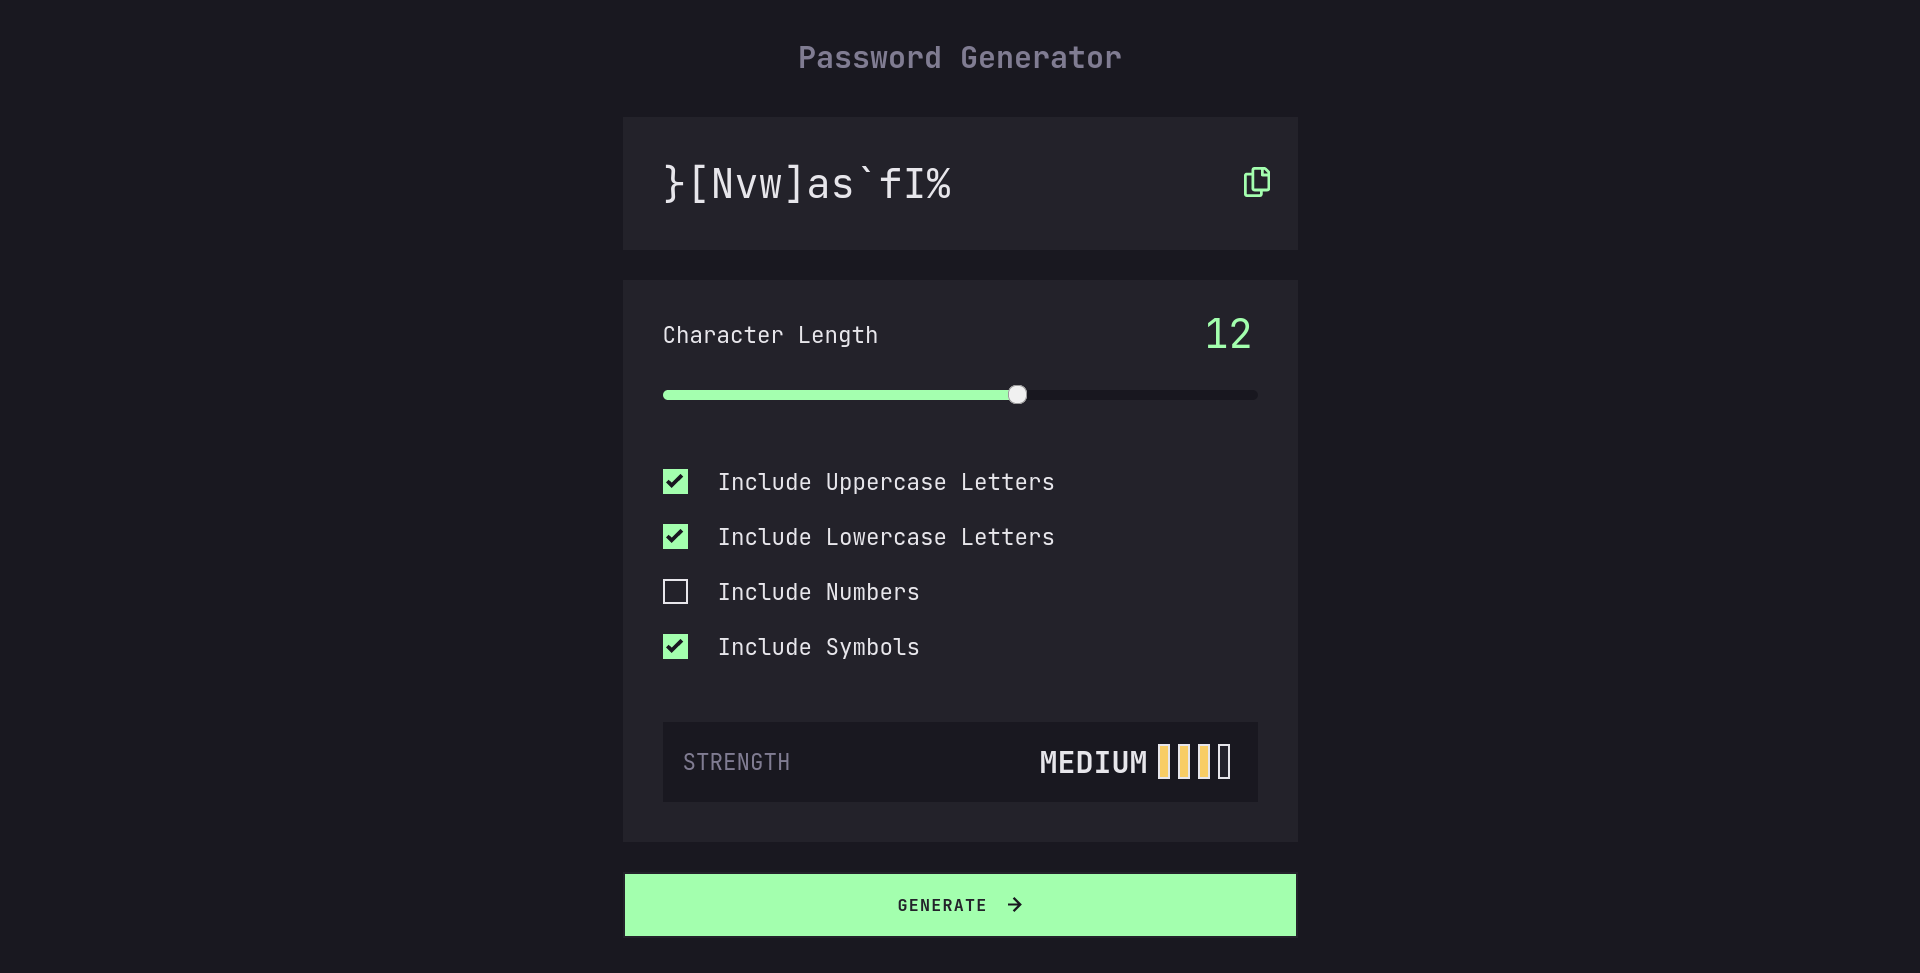 Password Generator
}[Nvw]as`fI%
Character Length 12
Include Uppercase Letters
Include Lowercase Letters
Include Numbers
Include Symbols
STRENGTH MEDIUM
GENERATE →